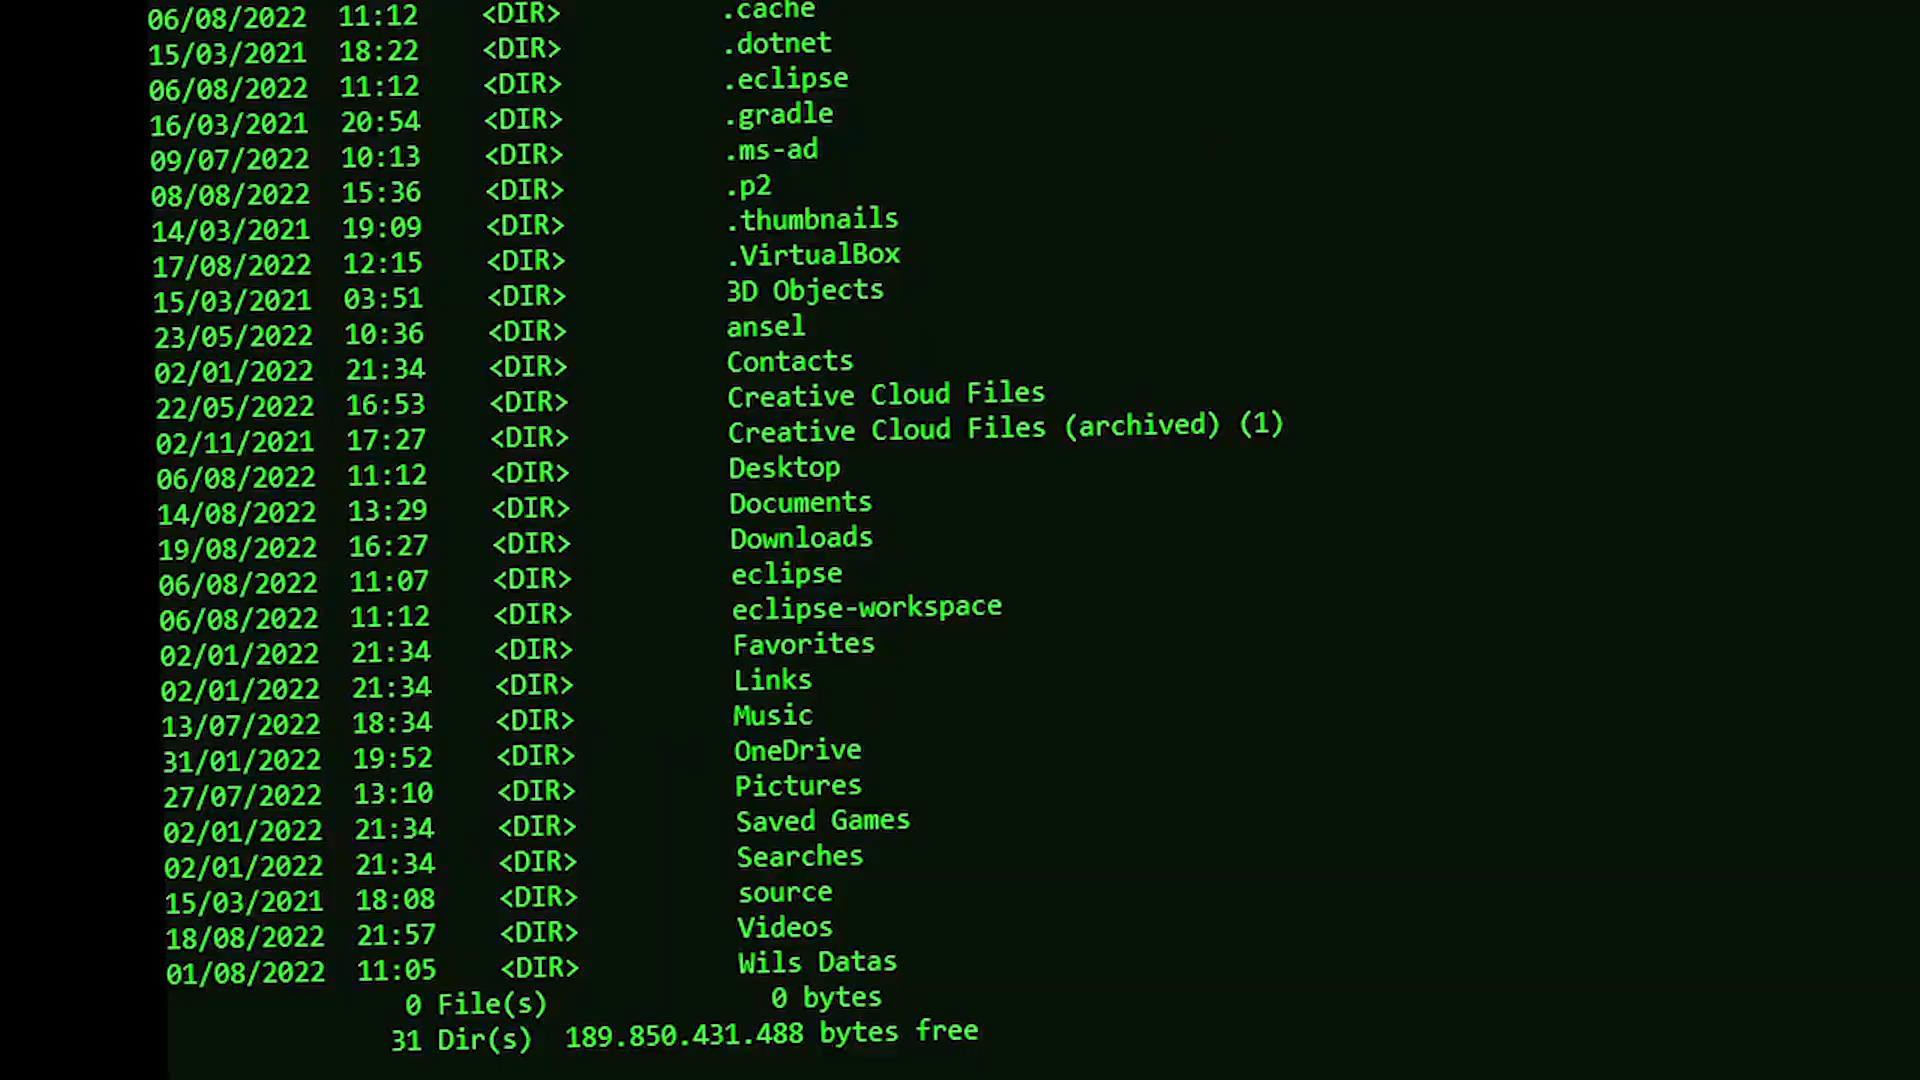 06/08/2022 11:12 <DIR> .cache
15/03/2021 18:22 <DIR> .dotnet
06/08/2022 11:12 <DIR> .eclipse
16/03/2021 20:54 <DIR> .gradle
09/07/2022 10:13 <DIR> .ms-ad
08/08/2022 15:36 <DIR> .p2
14/03/2021 19:09 <DIR> .thumbnails
17/08/2022 12:15 <DIR> .VirtualBox
15/03/2021 03:51 <DIR> 3D Objects
23/05/2022 10:36 <DIR> ansel
02/01/2022 21:34 <DIR> Contacts
22/05/2022 16:53 <DIR> Creative Cloud Files
02/11/2021 17:27 <DIR> Creative Cloud Files (archived) (1)
06/08/2022 11:12 <DIR> Desktop
14/08/2022 13:29 <DIR> Documents
19/08/2022 16:27 <DIR> Downloads
06/08/2022 11:07 <DIR> eclipse
06/08/2022 11:12 <DIR> eclipse-workspace
02/01/2022 21:34 <DIR> Favorites
02/01/2022 21:34 <DIR> Links
13/07/2022 18:34 <DIR> Music
31/01/2022 19:52 <DIR> OneDrive
27/07/2022 13:10 <DIR> Pictures
02/01/2022 21:34 <DIR> Saved Games
02/01/2022 21:34 <DIR> Searches
15/03/2021 18:08 <DIR> source
18/08/2022 21:57 <DIR> Videos
01/08/2022 11:05 <DIR> Wils Datas
0 File(s) 0 bytes
31 Dir(s) 189.850.431.488 bytes free